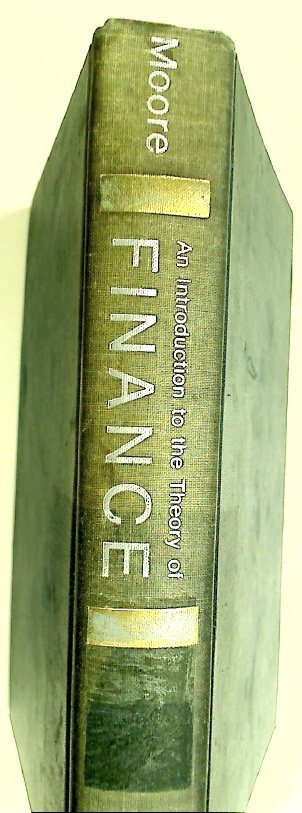 Moore
An Introduction to the Theory of
FINANCE